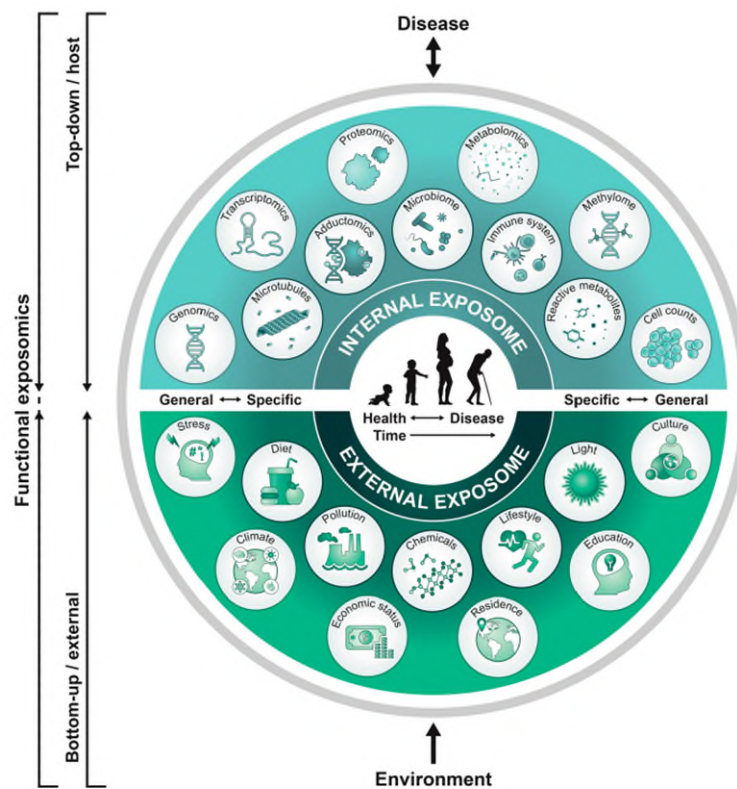 Disease
Functional exposomics
Top-down / host
Proteomics
Metabolomics
Transcriptomics
Adductomics
Microbiome
Immune system
Methylome
Genomics
Microtubules
Reactive metabolites
Cell counts
INTERNAL EXPOSOME
General
Specific
Specific
General
Health
Disease
Time
EXTERNAL EXPOSOME
Bottom-up / external
Stress
Diet
Light
Culture
Climate
Pollution
Chemicals
Lifestyle
Education
Economic status
Residence
#*!
Environment